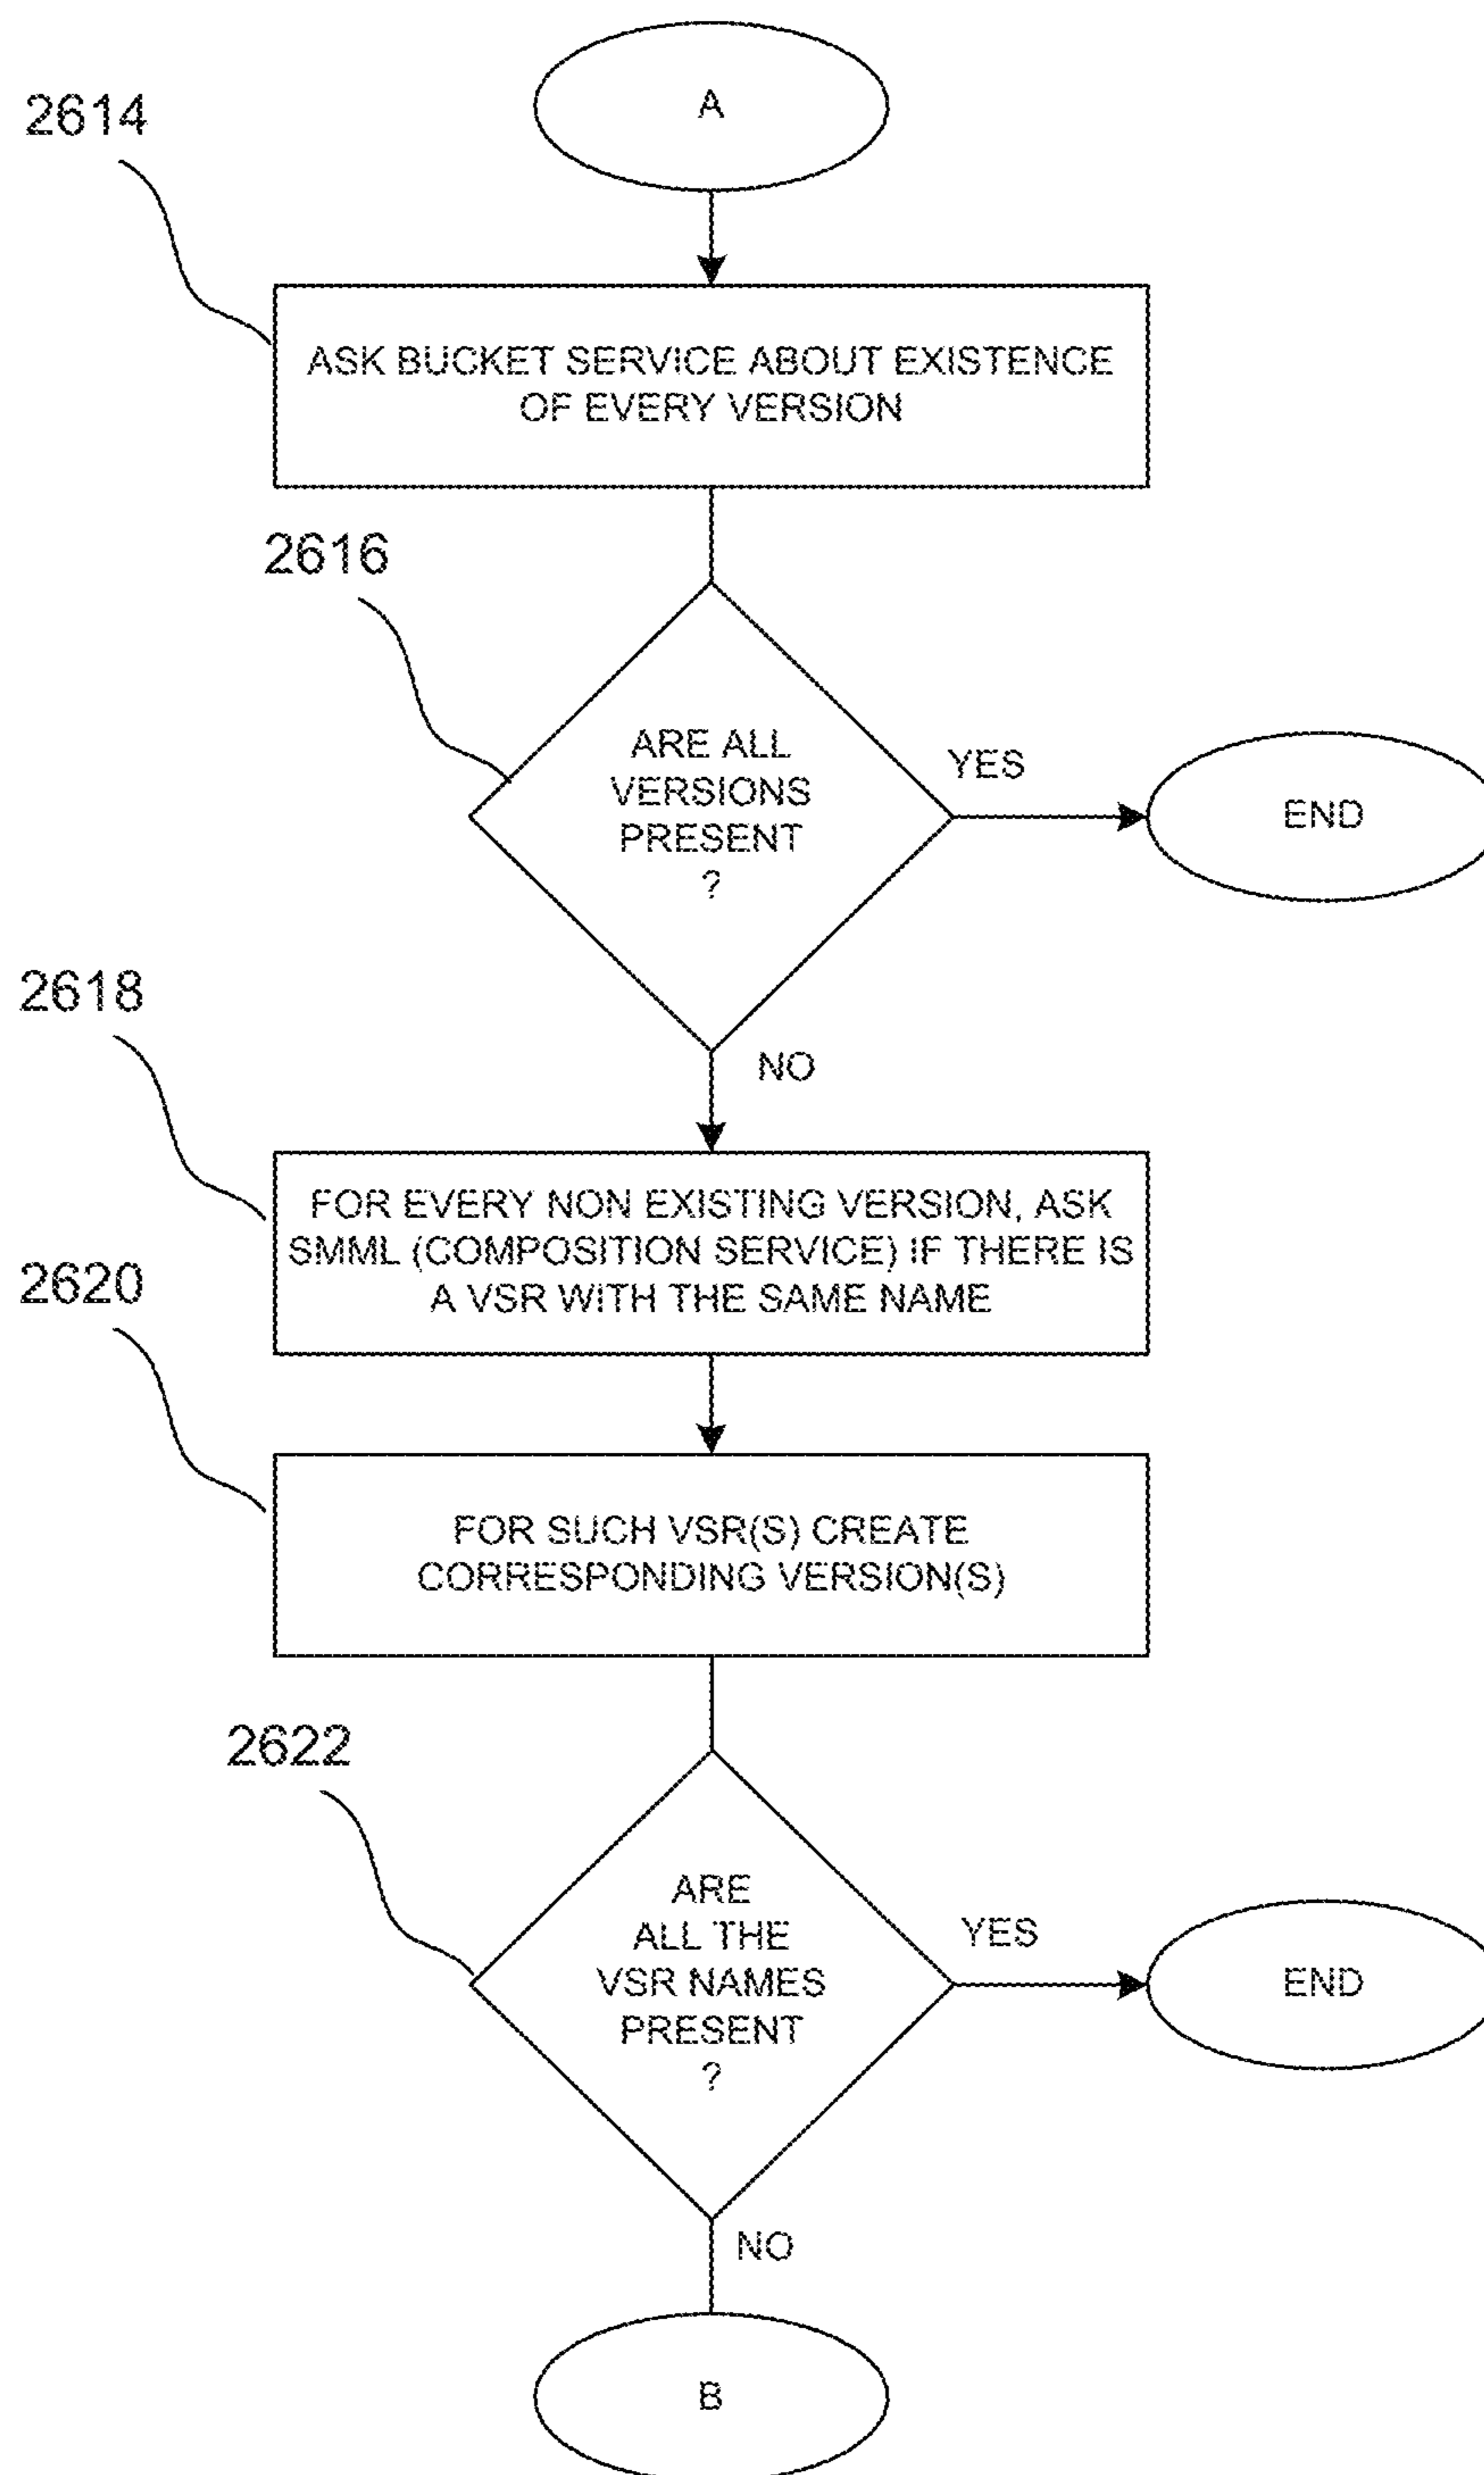 A
2614
ASK BUCKET SERVICE ABOUT EXISTENCE
OF EVERY VERSION
2616
ARE ALL
VERSIONS
PRESENT
?
YES
END
NO
2618
FOR EVERY NON EXISTING VERSION, ASK
SMML (COMPOSITION SERVICE) IF THERE IS
A VSR WITH THE SAME NAME
2620
FOR SUCH VSR(S) CREATE
CORRESPONDING VERSION(S)
2622
ARE
ALL THE
VSR NAMES
PRESENT
?
YES
END
NO
B